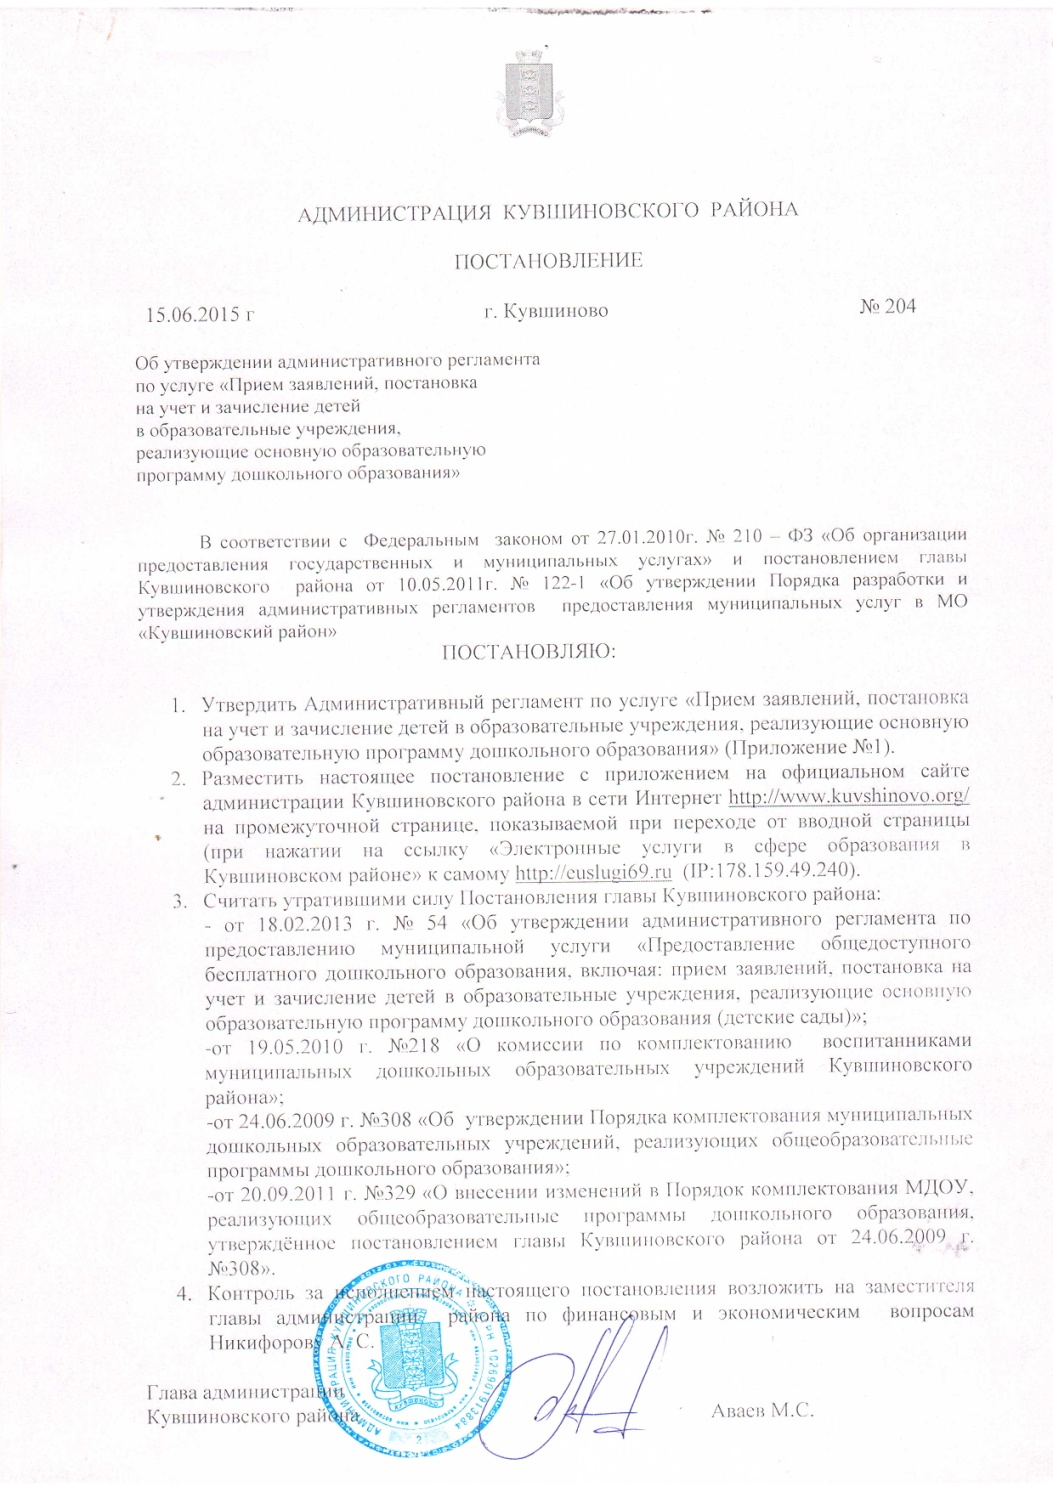 АДМИНИСТРАЦИЯ КУВШИНОВСКОГО РАЙОНА
ПОСТАНОВЛЕНИЕ
15.06.2015 г г. Кувшиново № 204
Об утверждении административного регламента
по услуге «Прием заявлений, постановка
на учет и зачисление детей
в образовательные учреждения,
реализующие основную образовательную
программу дошкольного образования»
В соответствии с Федеральным законом от 27.01.2010г. № 210 – ФЗ «Об организации
предоставления государственных и муниципальных услугах» и постановлением главы
Кувшиновского района от 10.05.2011г. № 122-1 «Об утверждении Порядка разработки и
утверждения административных регламентов предоставления муниципальных услуг в МО
«Кувшиновский район»
ПОСТАНОВЛЯЮ:
1. Утвердить Административный регламент по услуге «Прием заявлений, постановка
на учет и зачисление детей в образовательные учреждения, реализующие основную
образовательную программу дошкольного образования» (Приложение №1).
2. Разместить настоящее постановление с приложением на официальном сайте
администрации Кувшиновского района в сети Интернет http://www.kuvshinovo.org/
на промежуточной странице, показываемой при переходе от вводной страницы
(при нажатии на ссылку «Электронные услуги в сфере образования в
Кувшиновском районе» к самому http://euslugi69.ru (IP:178.159.49.240).
3. Считать утратившими силу Постановления главы Кувшиновского района:
- от 18.02.2013 г. № 54 «Об утверждении административного регламента по
предоставлению муниципальной услуги «Предоставление общедоступного
бесплатного дошкольного образования, включая: прием заявлений, постановка на
учет и зачисление детей в образовательные учреждения, реализующие основную
образовательную программу дошкольного образования (детские сады)»;
-от 19.05.2010 г. №218 «О комиссии по комплектованию воспитанниками
муниципальных дошкольных образовательных учреждений Кувшиновского
района»;
-от 24.06.2009 г. №308 «Об утверждении Порядка комплектования муниципальных
дошкольных образовательных учреждений, реализующих общеобразовательные
программы дошкольного образования»;
-от 20.09.2011 г. №329 «О внесении изменений в Порядок комплектования МДОУ,
реализующих общеобразовательные программы дошкольного образования,
утверждённое постановлением главы Кувшиновского района от 24.06.2009 г.
№308».
4. Контроль за исполнением настоящего постановления возложить на заместителя
главы администрации района по финансовым и экономическим вопросам
Никифорову А. С.
Глава администрации
Кувшиновского района Аваев М.С.